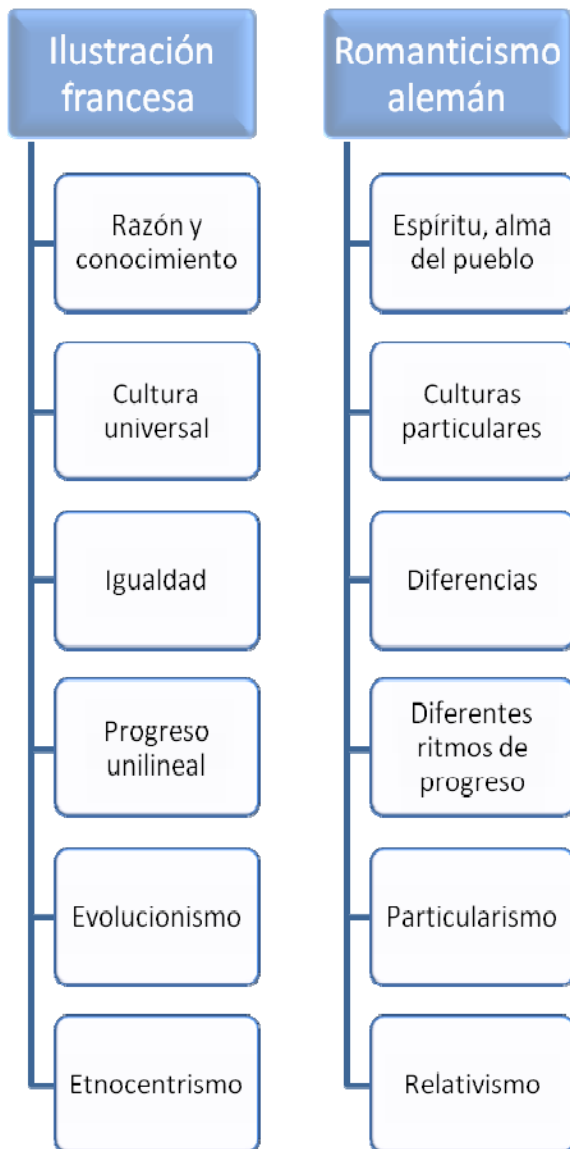 Ilustración
francesa
Razón y
conocimiento
Cultura
universal
Igualdad
Progreso
unilineal
Evolucionismo
Etnocentrismo
Romanticismo
alemán
Espíritu, alma
del pueblo
Culturas
particulares
Diferencias
Diferentes
ritmos de
progreso
Particularismo
Relativismo